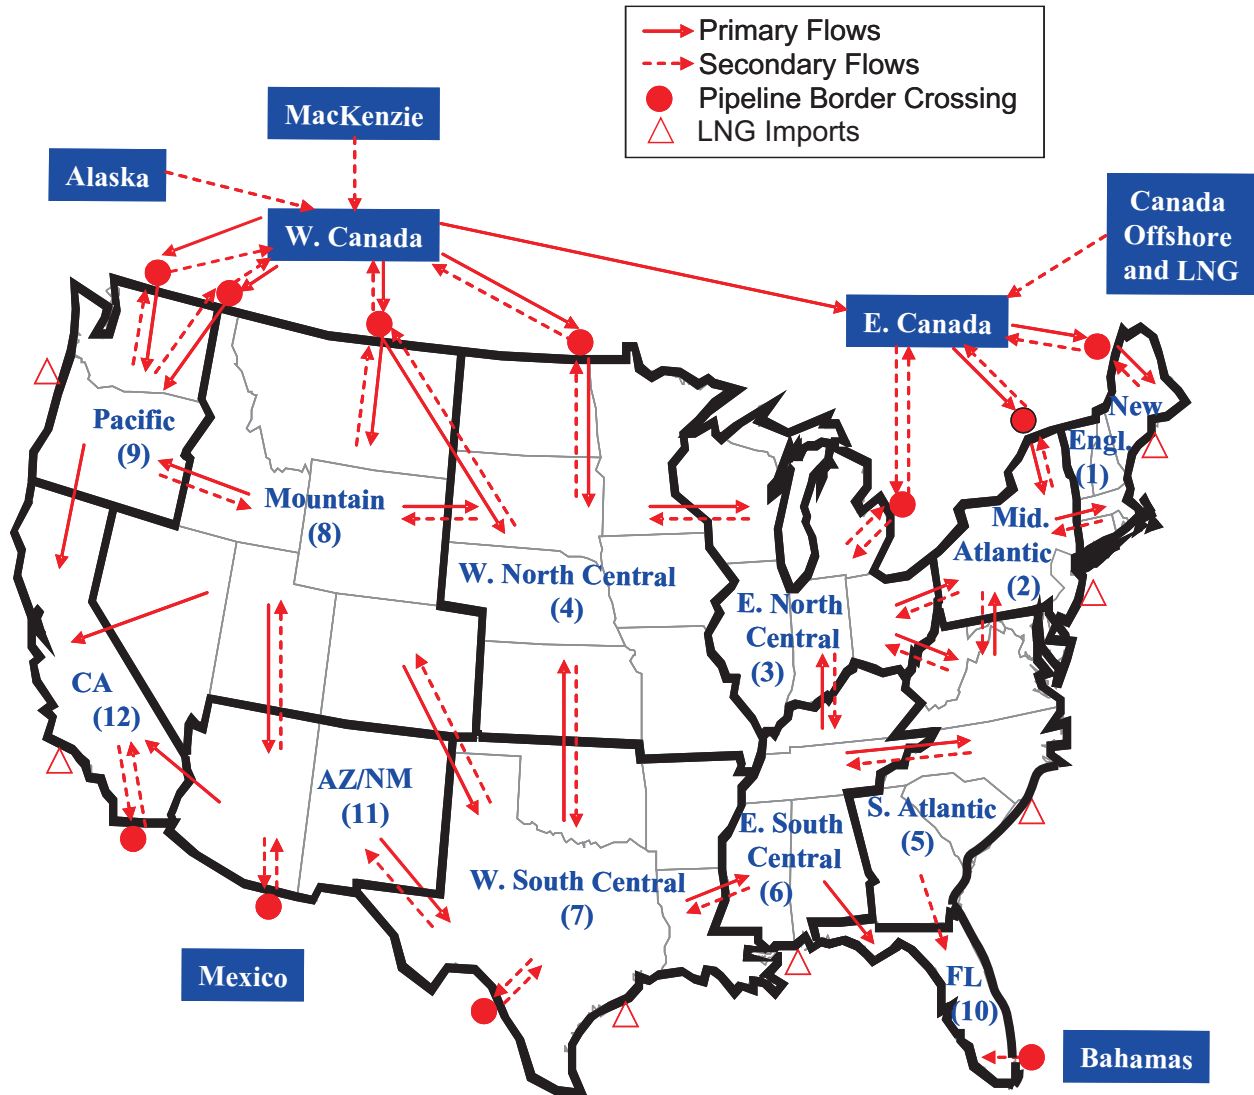 Primary Flows
Secondary Flows
Pipeline Border Crossing
LNG Imports
MacKenzie
Alaska
W. Canada
Canada
Offshore
and LNG
E. Canada
Pacific
(9)
Mountain
(8)
W. North Central
(4)
E. North
Central
(3)
New
Engl.
(1)
Mid.
Atlantic
(2)
CA
(12)
AZ/NM
(11)
W. South Central
(7)
E. South
Central
(6)
S. Atlantic
(5)
FL
(10)
Mexico
Bahamas